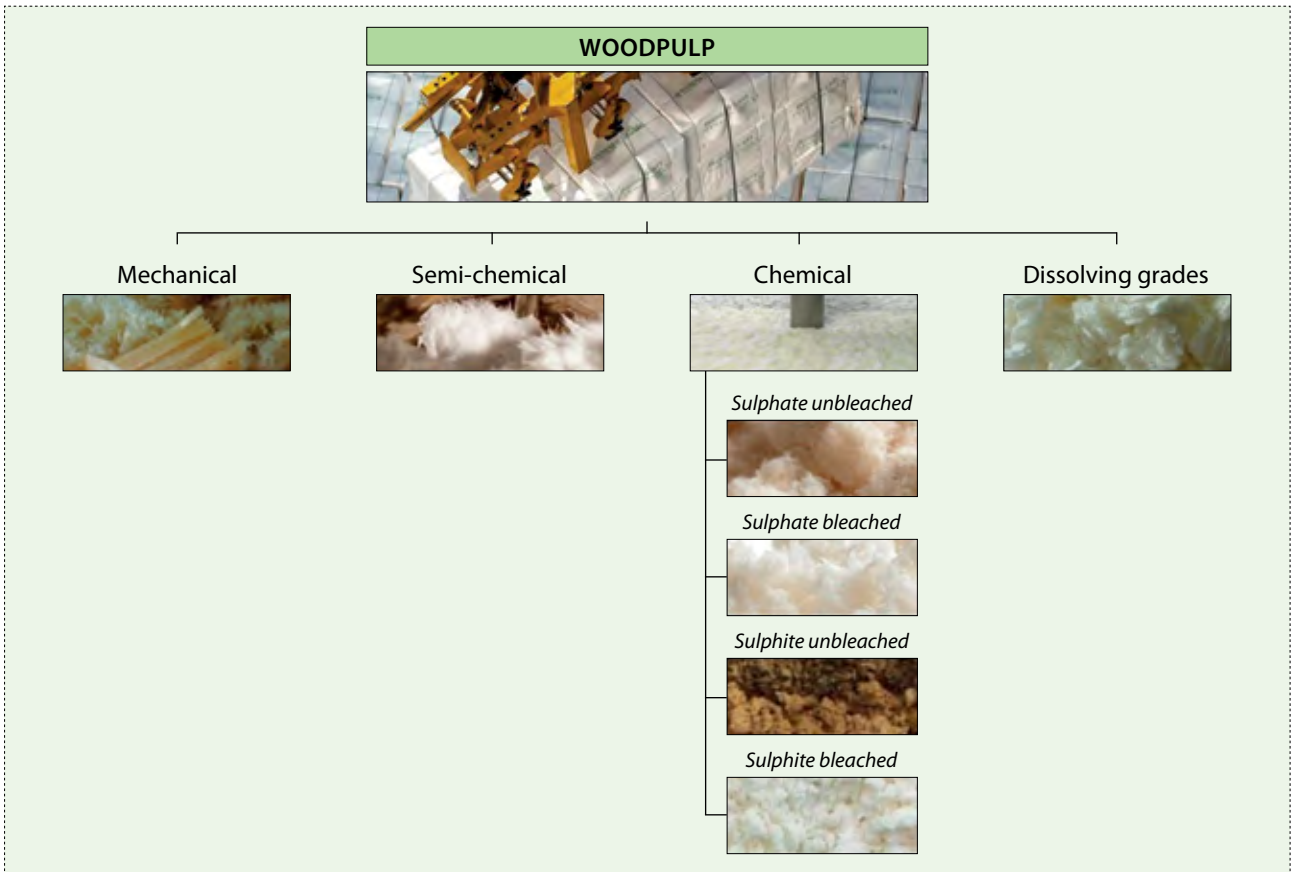 WOODPULP
Mechanical
Semi-chemical
Chemical
Dissolving grades
Sulphate unbleached
Sulphate bleached
Sulphite unbleached
Sulphite bleached